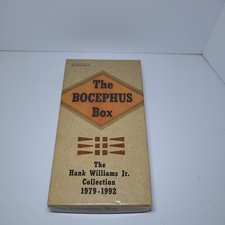 The
BOCEPHUS
Box
The
Hank Williams Jr.
Collection
1979-1992